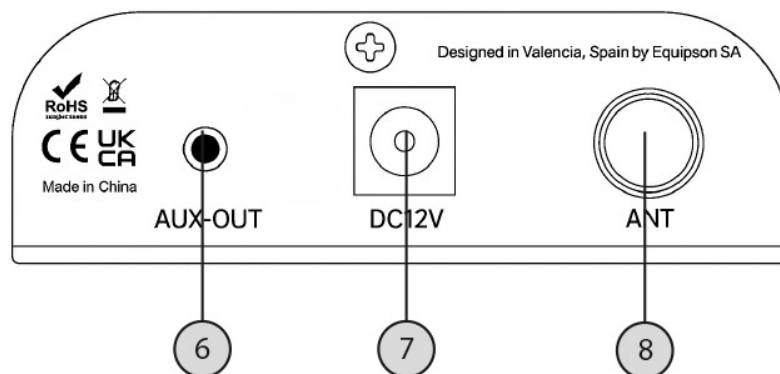 Designed in Valencia, Spain by Equipson SA
RoHS
CE UK CA
Made in China
AUX-OUT DC12V ANT
6 7 8